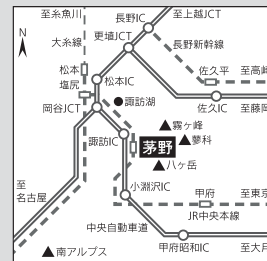 至糸魚川
長野IC
至上越JCT
N
大糸線
更埴JCT
長野新幹線
松本
松本IC
佐久平
至高崎
塩尻
諏訪湖
岡谷JCT
佐久IC
至藤岡
霧ヶ峰
諏訪IC
茅野
蓼科
八ヶ岳
至
名古屋
小淵沢IC
甲府
至東京
JR中央本線
中央自動車道
南アルプス
甲府昭和IC
至大月